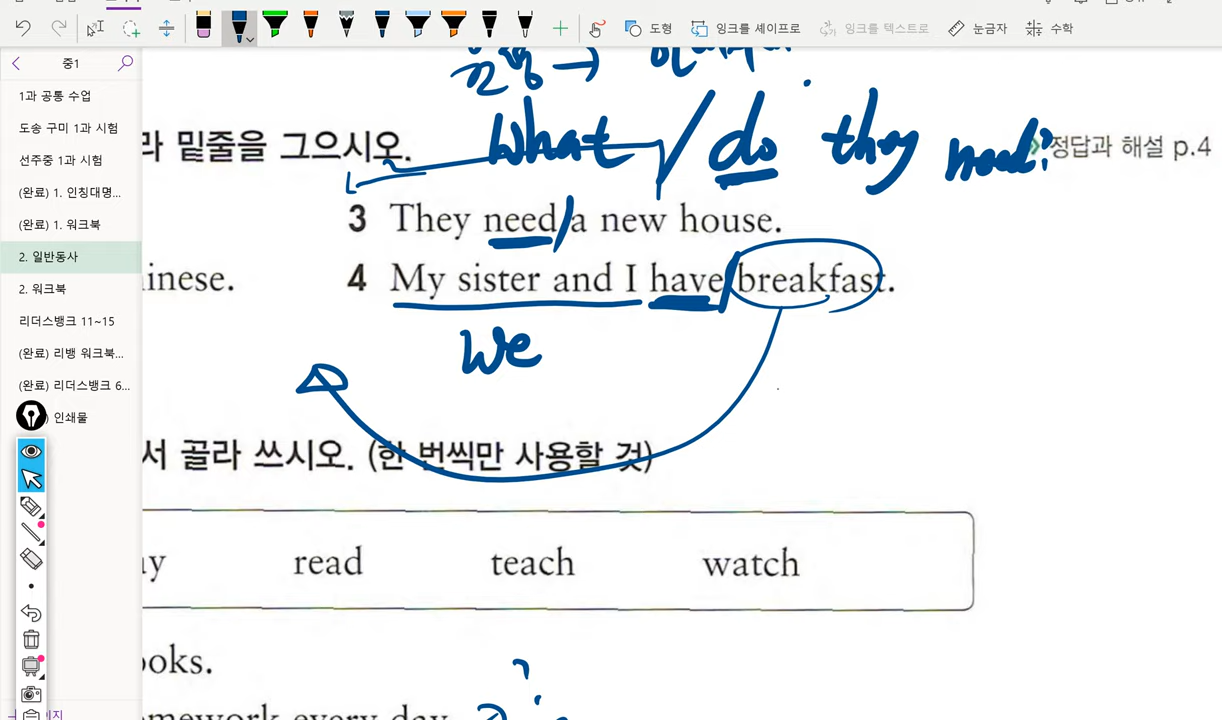 도형
잉크를 셰이프로
잉크를 텍스트로
눈금자
수학
중1
1과 공통 수업
도송 구미 1과 시험
선주중 1과 시험
(완료) 1. 인칭대명...
(완료) 1. 워크북
2. 일반동사
2. 워크북
리더스뱅크 11~15
(완료) 리뱅 워크북...
(완료) 리더스뱅크 6...
인쇄물
What / do they need?
라 밑줄을 그으시오.
정답과 해설 p.4
3 They need / a new house.
inese.
4 My sister and I have / breakfast.
We
서 골라 쓰시오. (한 번씩만 사용할 것)
ay read teach watch
ooks.
mework every day